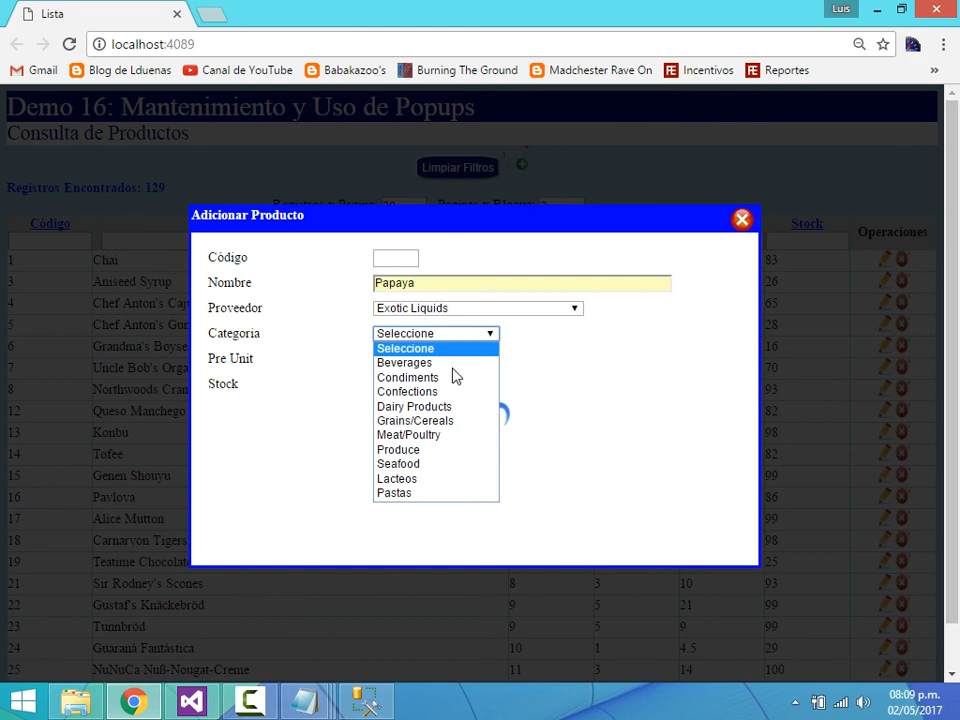 Lista
Luis
localhost:4089
Gmail
Blog de Lduenas
Canal de YouTube
Babakazoo's
Burning The Ground
Madchester Rave On
Incentivos
Reportes
»
Demo 16: Mantenimiento y Uso de Popups
Consulta de Productos
Limpiar Filtros
Registros Encontrados: 129
Código
Stock
Operaciones
Adicionar Producto
Código
Nombre
Papaya
Proveedor
Exotic Liquids
Categoria
Seleccione
Pre Unit
Stock
Seleccione
Beverages
Condiments
Confections
Dairy Products
Grains/Cereals
Meat/Poultry
Produce
Seafood
Lacteos
Pastas
1 Chai 83
3 Aniseed Syrup 26
4 Chef Anton's 65
5 Chef Anton's 28
6 Grandma's 16
7 Uncle Bob's 70
8 Northwoods 93
12 Queso Manchego 82
13 Konbu 98
14 Tofee 82
15 Genen Shouyu 99
16 Pavlova 86
17 Alice Mutton 99
18 Carnarvon Tigers 98
19 Teatime 25
21 Sir Rodney's Scones 8 3 10 93
22 Gustaf's Knäckebröd 9 5 21 99
23 Tunnbröd 9 5 9 99
24 Guaraná Fantástica 10 1 4.5 29
25 NuNuCa Nuß-Nougat-Creme 11 3 14 100
08:09 p.m.
02/05/2017